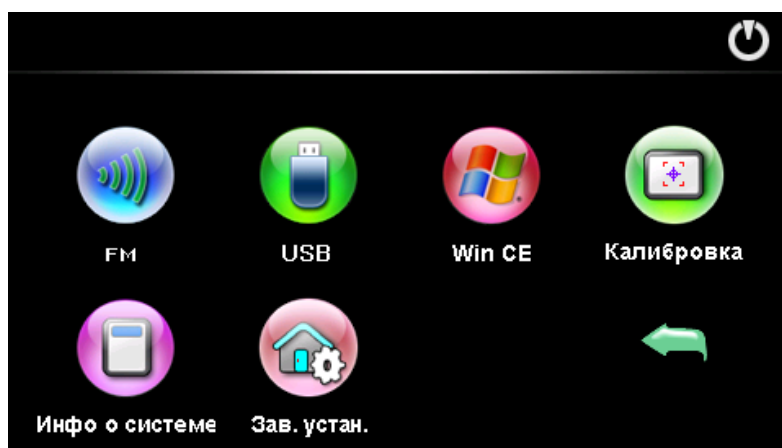 FM
USB
Win CE
Калибровка
Инфо о системе
Зав. устан.